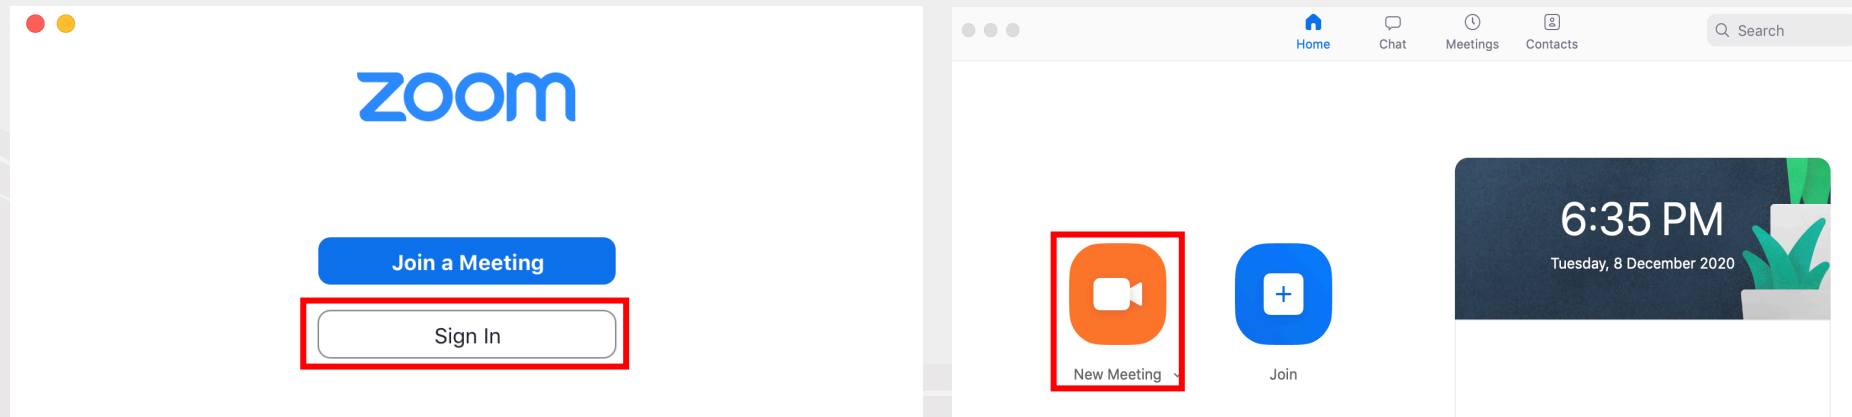 zoom
Join a Meeting
Sign In
Home
Chat
Meetings
Contacts
Search
6:35 PM
Tuesday, 8 December 2020
New Meeting
Join